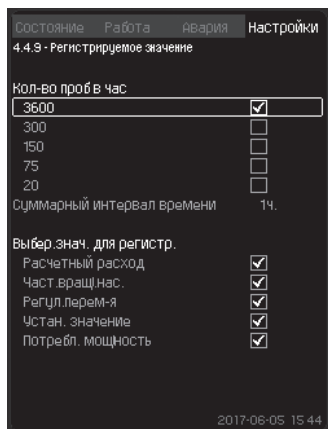 Состояние Работа Авария Настройки
4.4.9 - Регистрируемое значение
Кол-во проб в час
3600
300
150
75
20
Суммарный интервал времени 1ч.
Выбер.знач. для регистр.
Расчетный расход
Част.вращ.нас.
Регул.перем-я
Устан. значение
Потребл. мощность
2017-06-05 15:44